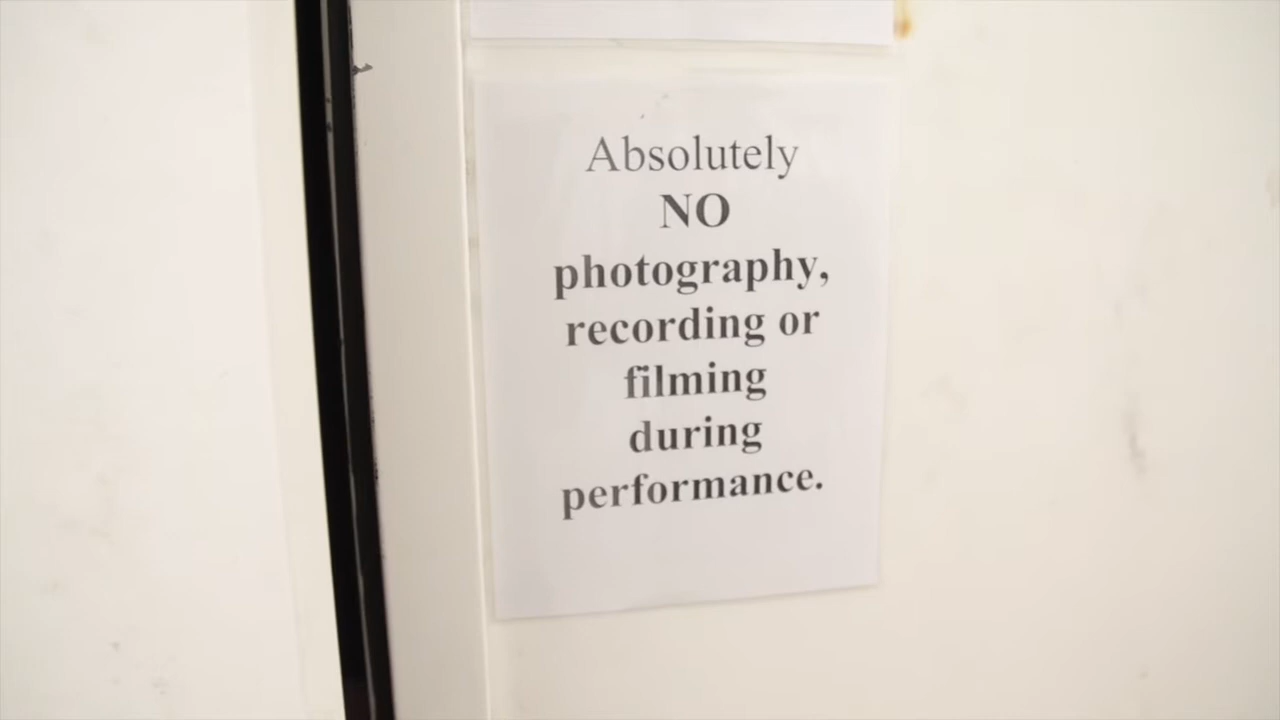 Absolutely
NO
photography,
recording or
filming
during
performance.